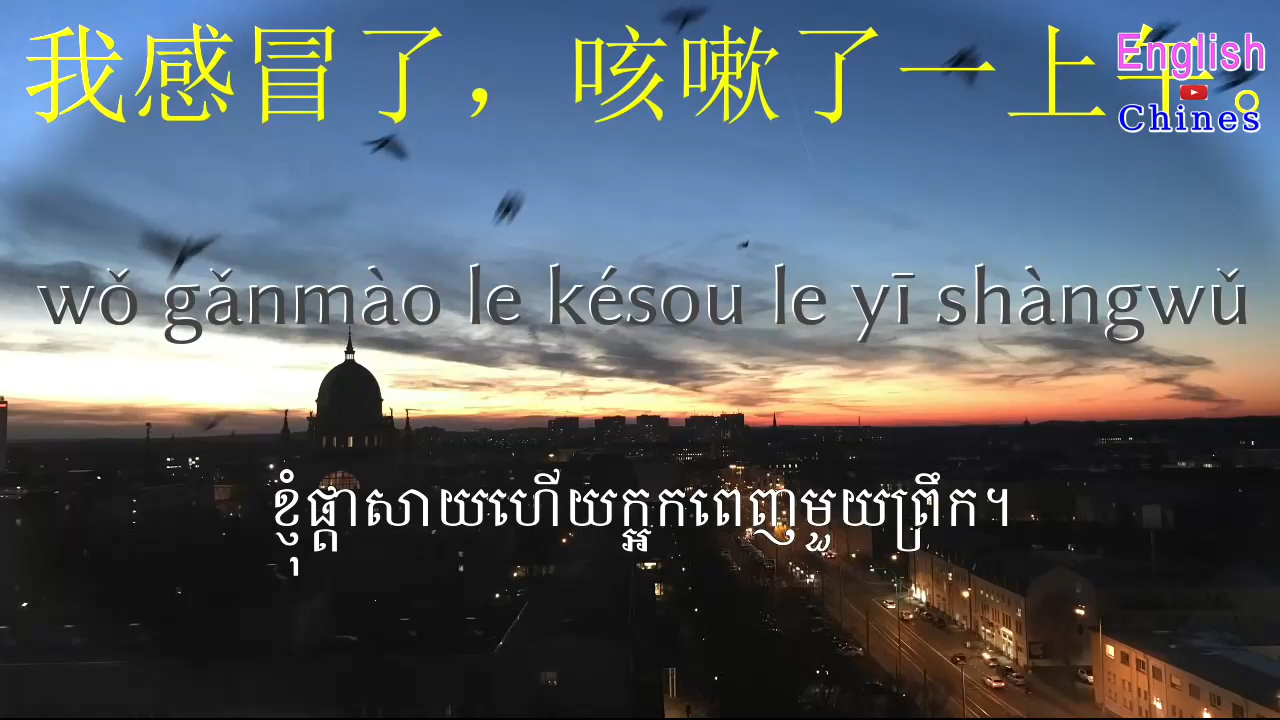 我感冒了，咳嗽了一上午。
English
Chines
wǒ gǎnmào le késou le yī shàngwǔ
ខ្ញុំផ្តាសាយហើយក្អកពេញមួយព្រឹក។